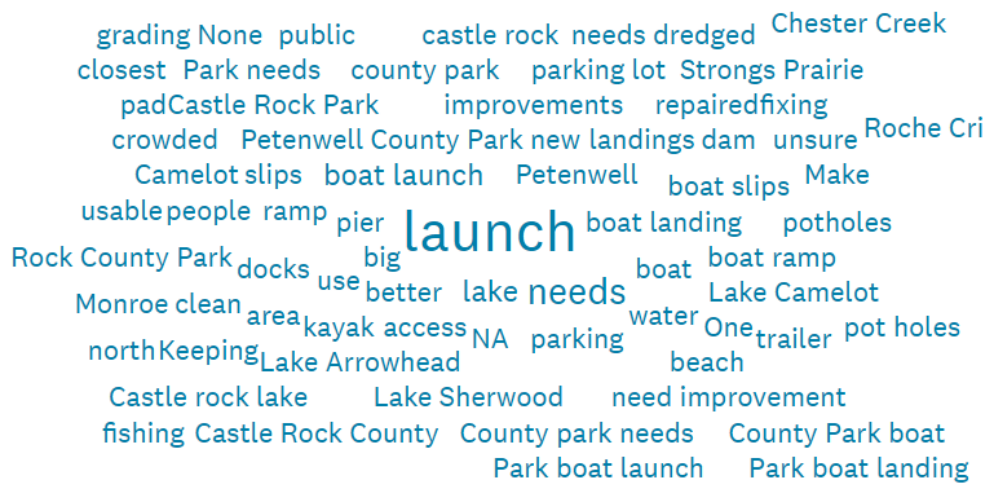 grading None public castle rock needs dredged Chester Creek
closest Park needs county park parking lot Strongs Prairie
padCastle Rock Park improvements repairedfixing
crowded Petenwell County Park new landings dam unsure Roche Cri
Camelot slips boat launch Petenwell boat slips Make
usable people ramp pier launch boat landing potholes
Rock County Park docks use big boat boat ramp
better lake needs Lake Camelot
Monroe clean area kayak access NA parking water One trailer pot holes
northKeeping Lake Arrowhead beach
Castle rock lake Lake Sherwood need improvement
fishing Castle Rock County County park needs County Park boat
Park boat launch Park boat landing